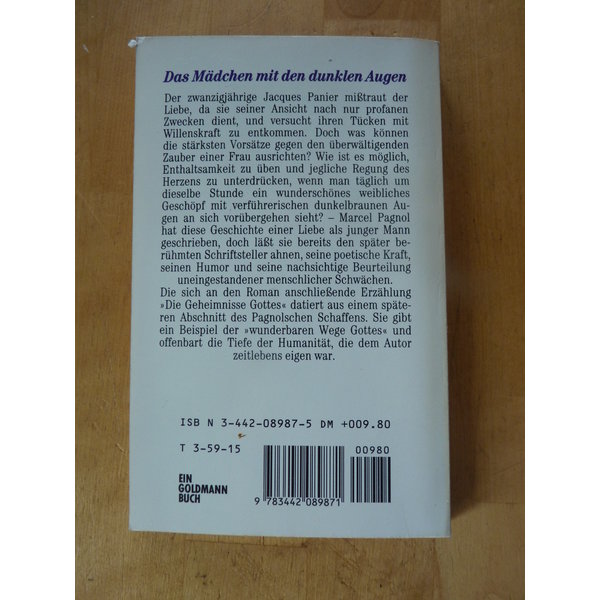 Das Mädchen mit den dunklen Augen
Der zwanzigjährige Jacques Panier mißtraut der
Liebe, da sie seiner Ansicht nach nur profanen
Zwecken dient, und versucht ihren Tücken mit
Willenskraft zu entkommen. Doch was können
die stärksten Vorsätze gegen den überwältigenden
Zauber einer Frau ausrichten? Wie ist es möglich,
Enthaltsamkeit zu üben und jegliche Regung des
Herzens zu unterdrücken, wenn man täglich um
dieselbe Stunde ein wunderschönes weibliches
Geschöpf mit verführerischen dunkelbraunen Au-
gen an sich vorübergehen sieht? – Marcel Pagnol
hat diese Geschichte einer Liebe als junger Mann
geschrieben, doch läßt sie bereits den später be-
rühmten Schriftsteller ahnen, seine poetische Kraft,
seinen Humor und seine nachsichtige Beurteilung
uneingestandener menschlicher Schwächen.
Die sich an den Roman anschließende Erzählung
»Die Geheimnisse Gottes« datiert aus einem späte-
ren Abschnitt des Pagnolschen Schaffens. Sie gibt
ein Beispiel der »wunderbaren Wege Gottes« und
offenbart die Tiefe der Humanität, die dem Autor
zeitlebens eigen war.
ISBN 3-442-08987-5 DM +009.80
T 3-59-15
00980
EIN
GOLDMANN
BUCH
9 783442 089871